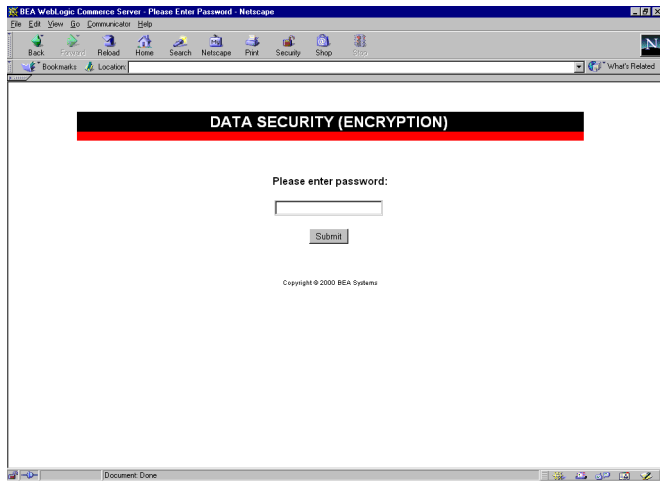 BEA WebLogic Commerce Server - Please Enter Password - Netscape
File Edit View Go Communicator Help
Back Forward Reload Home Search Netscape Print Security Shop Stop
Bookmarks Location: What's Related
DATA SECURITY (ENCRYPTION)
Please enter password:
Submit
Copyright © 2000 BEA Systems
Document: Done